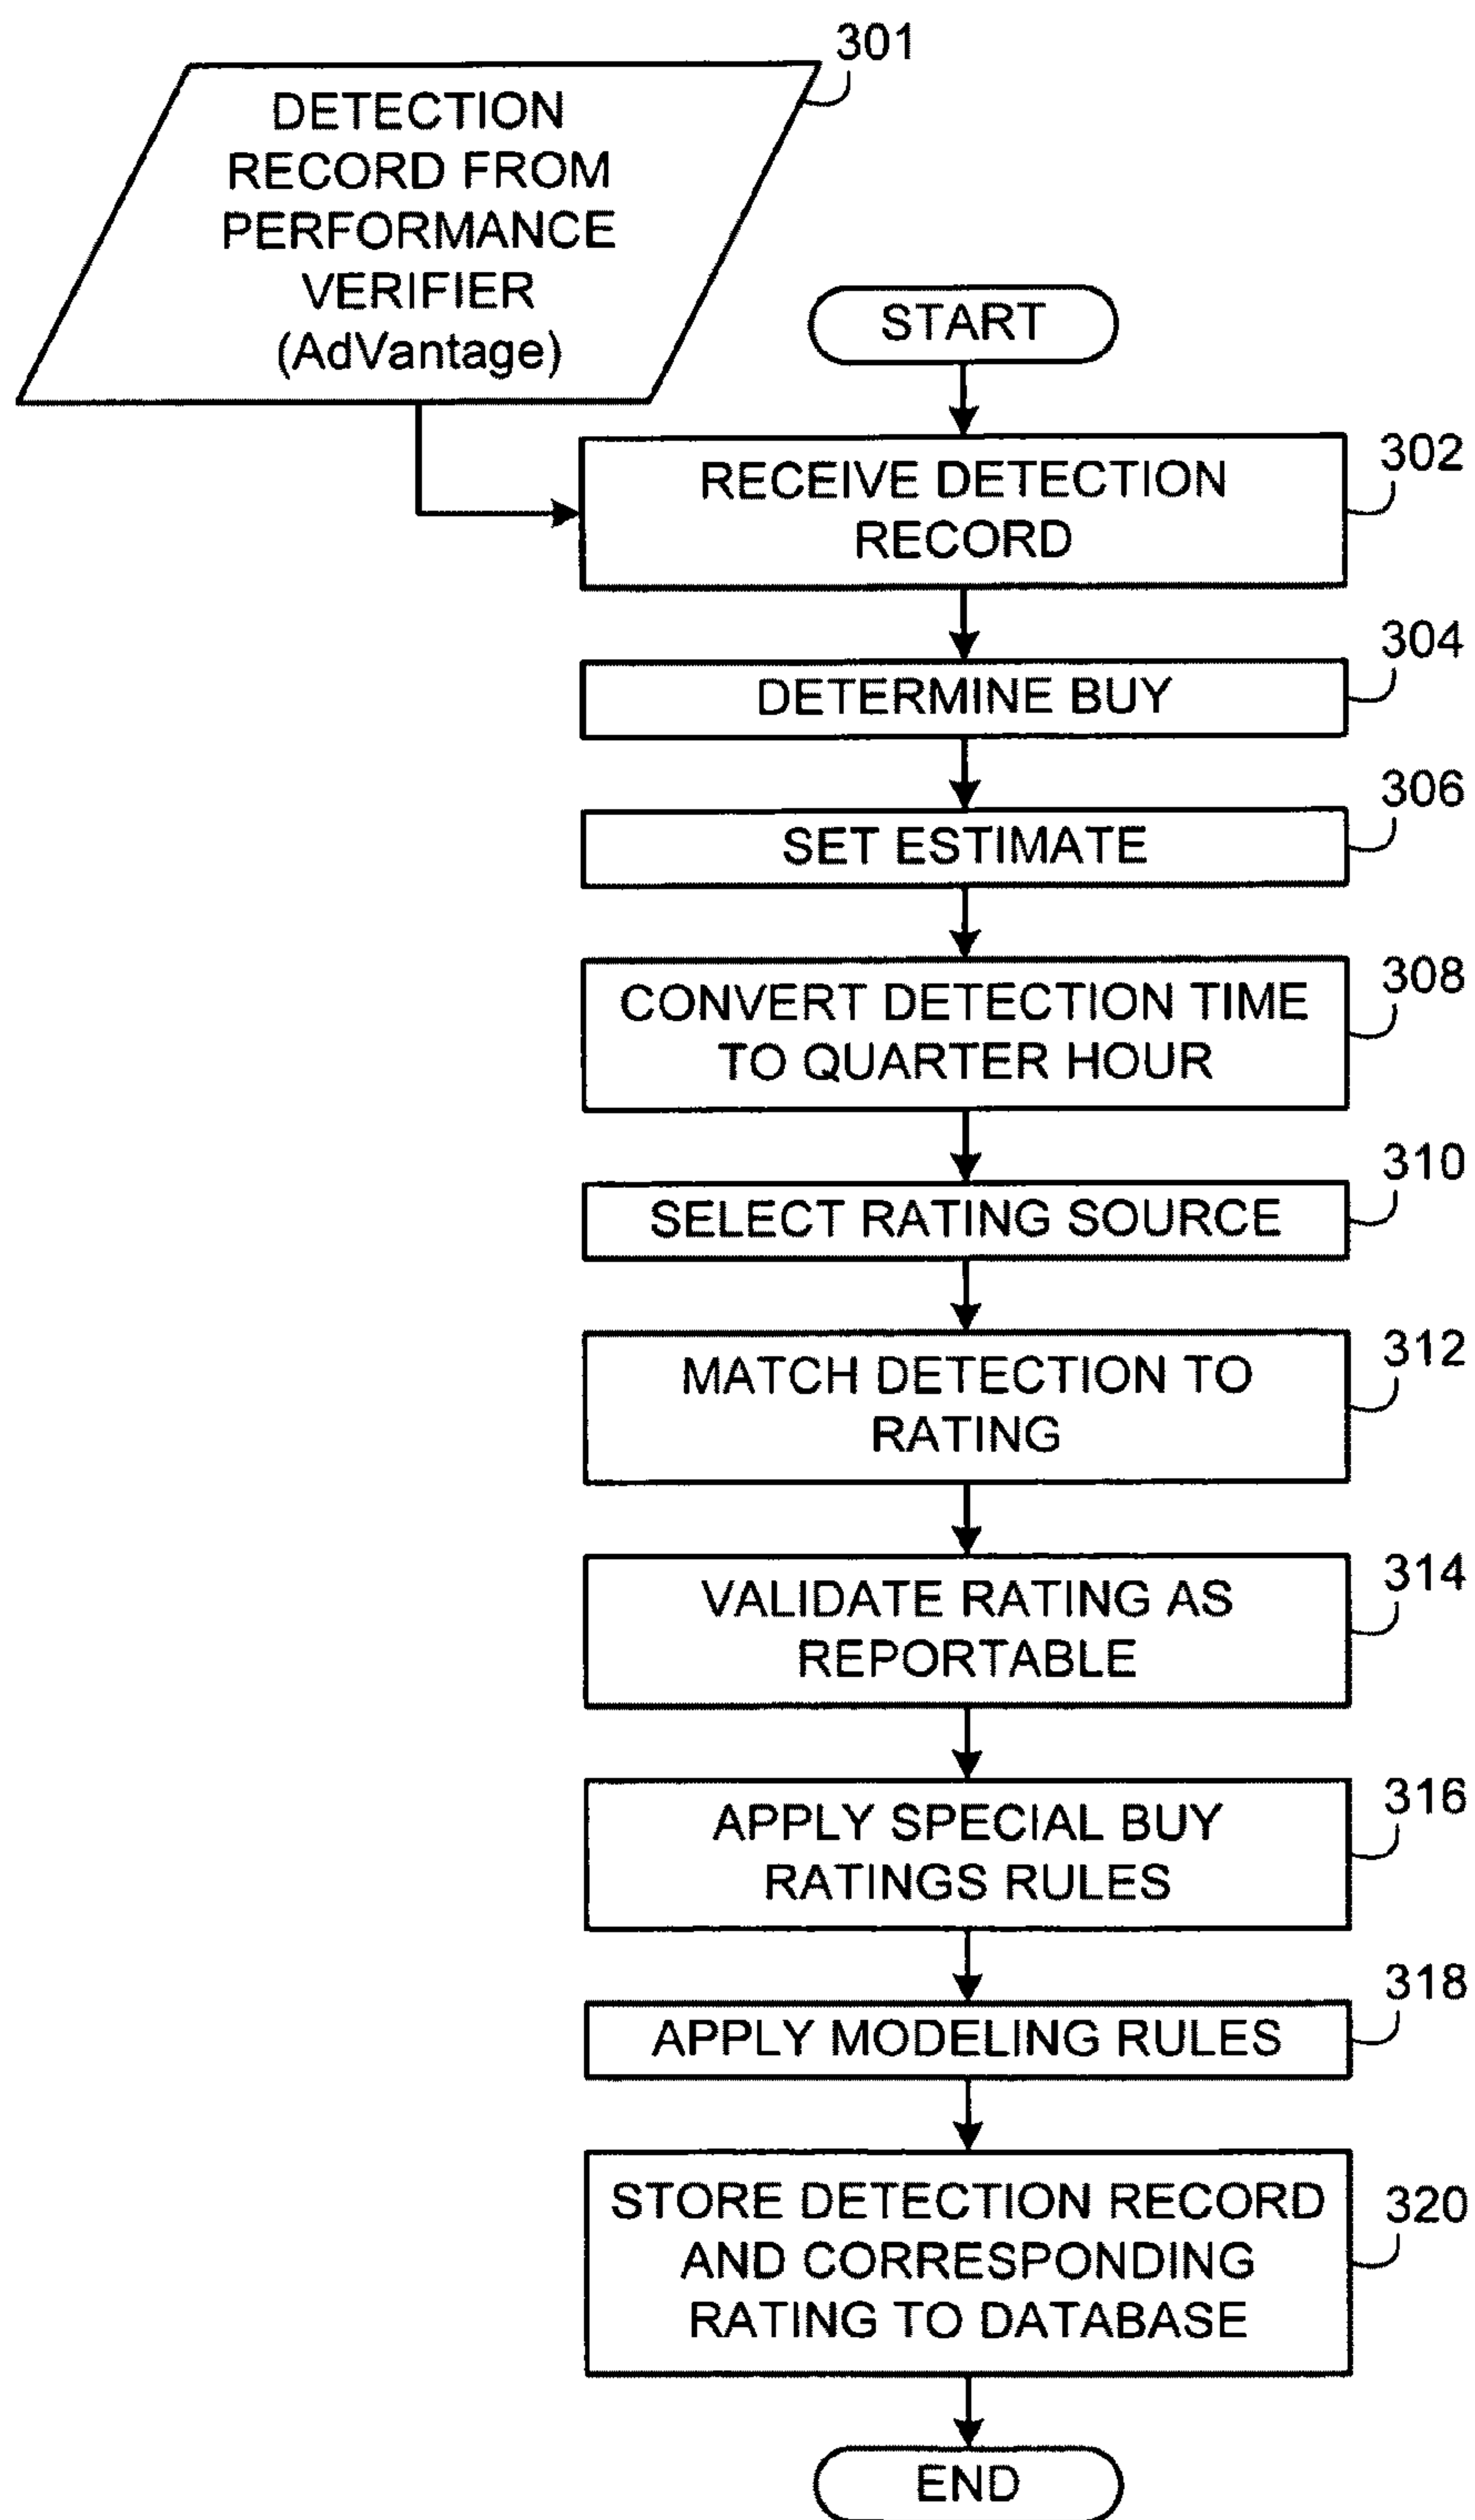 301
DETECTION
RECORD FROM
PERFORMANCE
VERIFIER
(AdVantage)
START
302
RECEIVE DETECTION
RECORD
304
DETERMINE BUY
306
SET ESTIMATE
308
CONVERT DETECTION TIME
TO QUARTER HOUR
310
SELECT RATING SOURCE
312
MATCH DETECTION TO
RATING
314
VALIDATE RATING AS
REPORTABLE
316
APPLY SPECIAL BUY
RATINGS RULES
318
APPLY MODELING RULES
320
STORE DETECTION RECORD
AND CORRESPONDING
RATING TO DATABASE
END